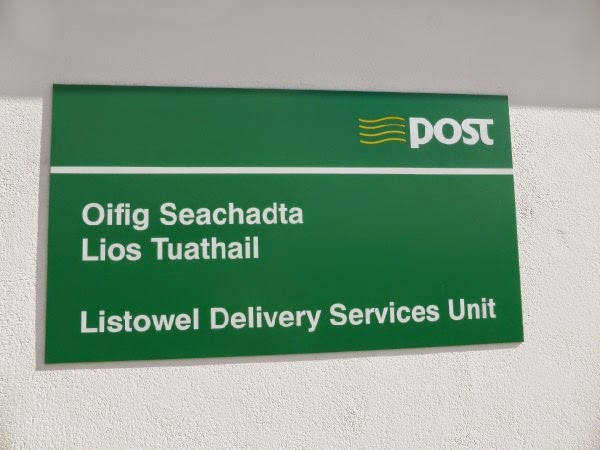 post
Oifig Seachadta
Lios Tuathail
Listowel Delivery Services Unit